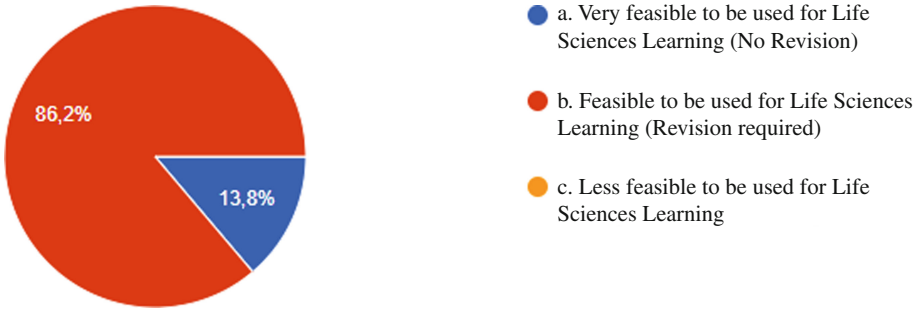 86,2%
13,8%
a. Very feasible to be used for Life
Sciences Learning (No Revision)
b. Feasible to be used for Life Sciences
Learning (Revision required)
c. Less feasible to be used for Life
Sciences Learning